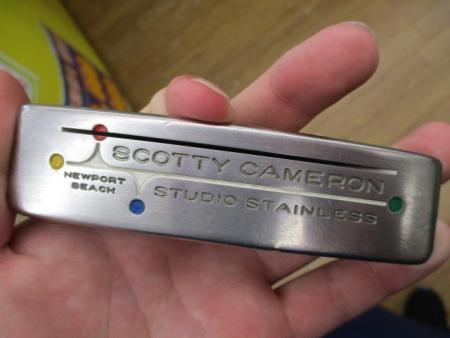 SCOTTY CAMERON
NEWPORT
BEACH
STUDIO STAINLESS